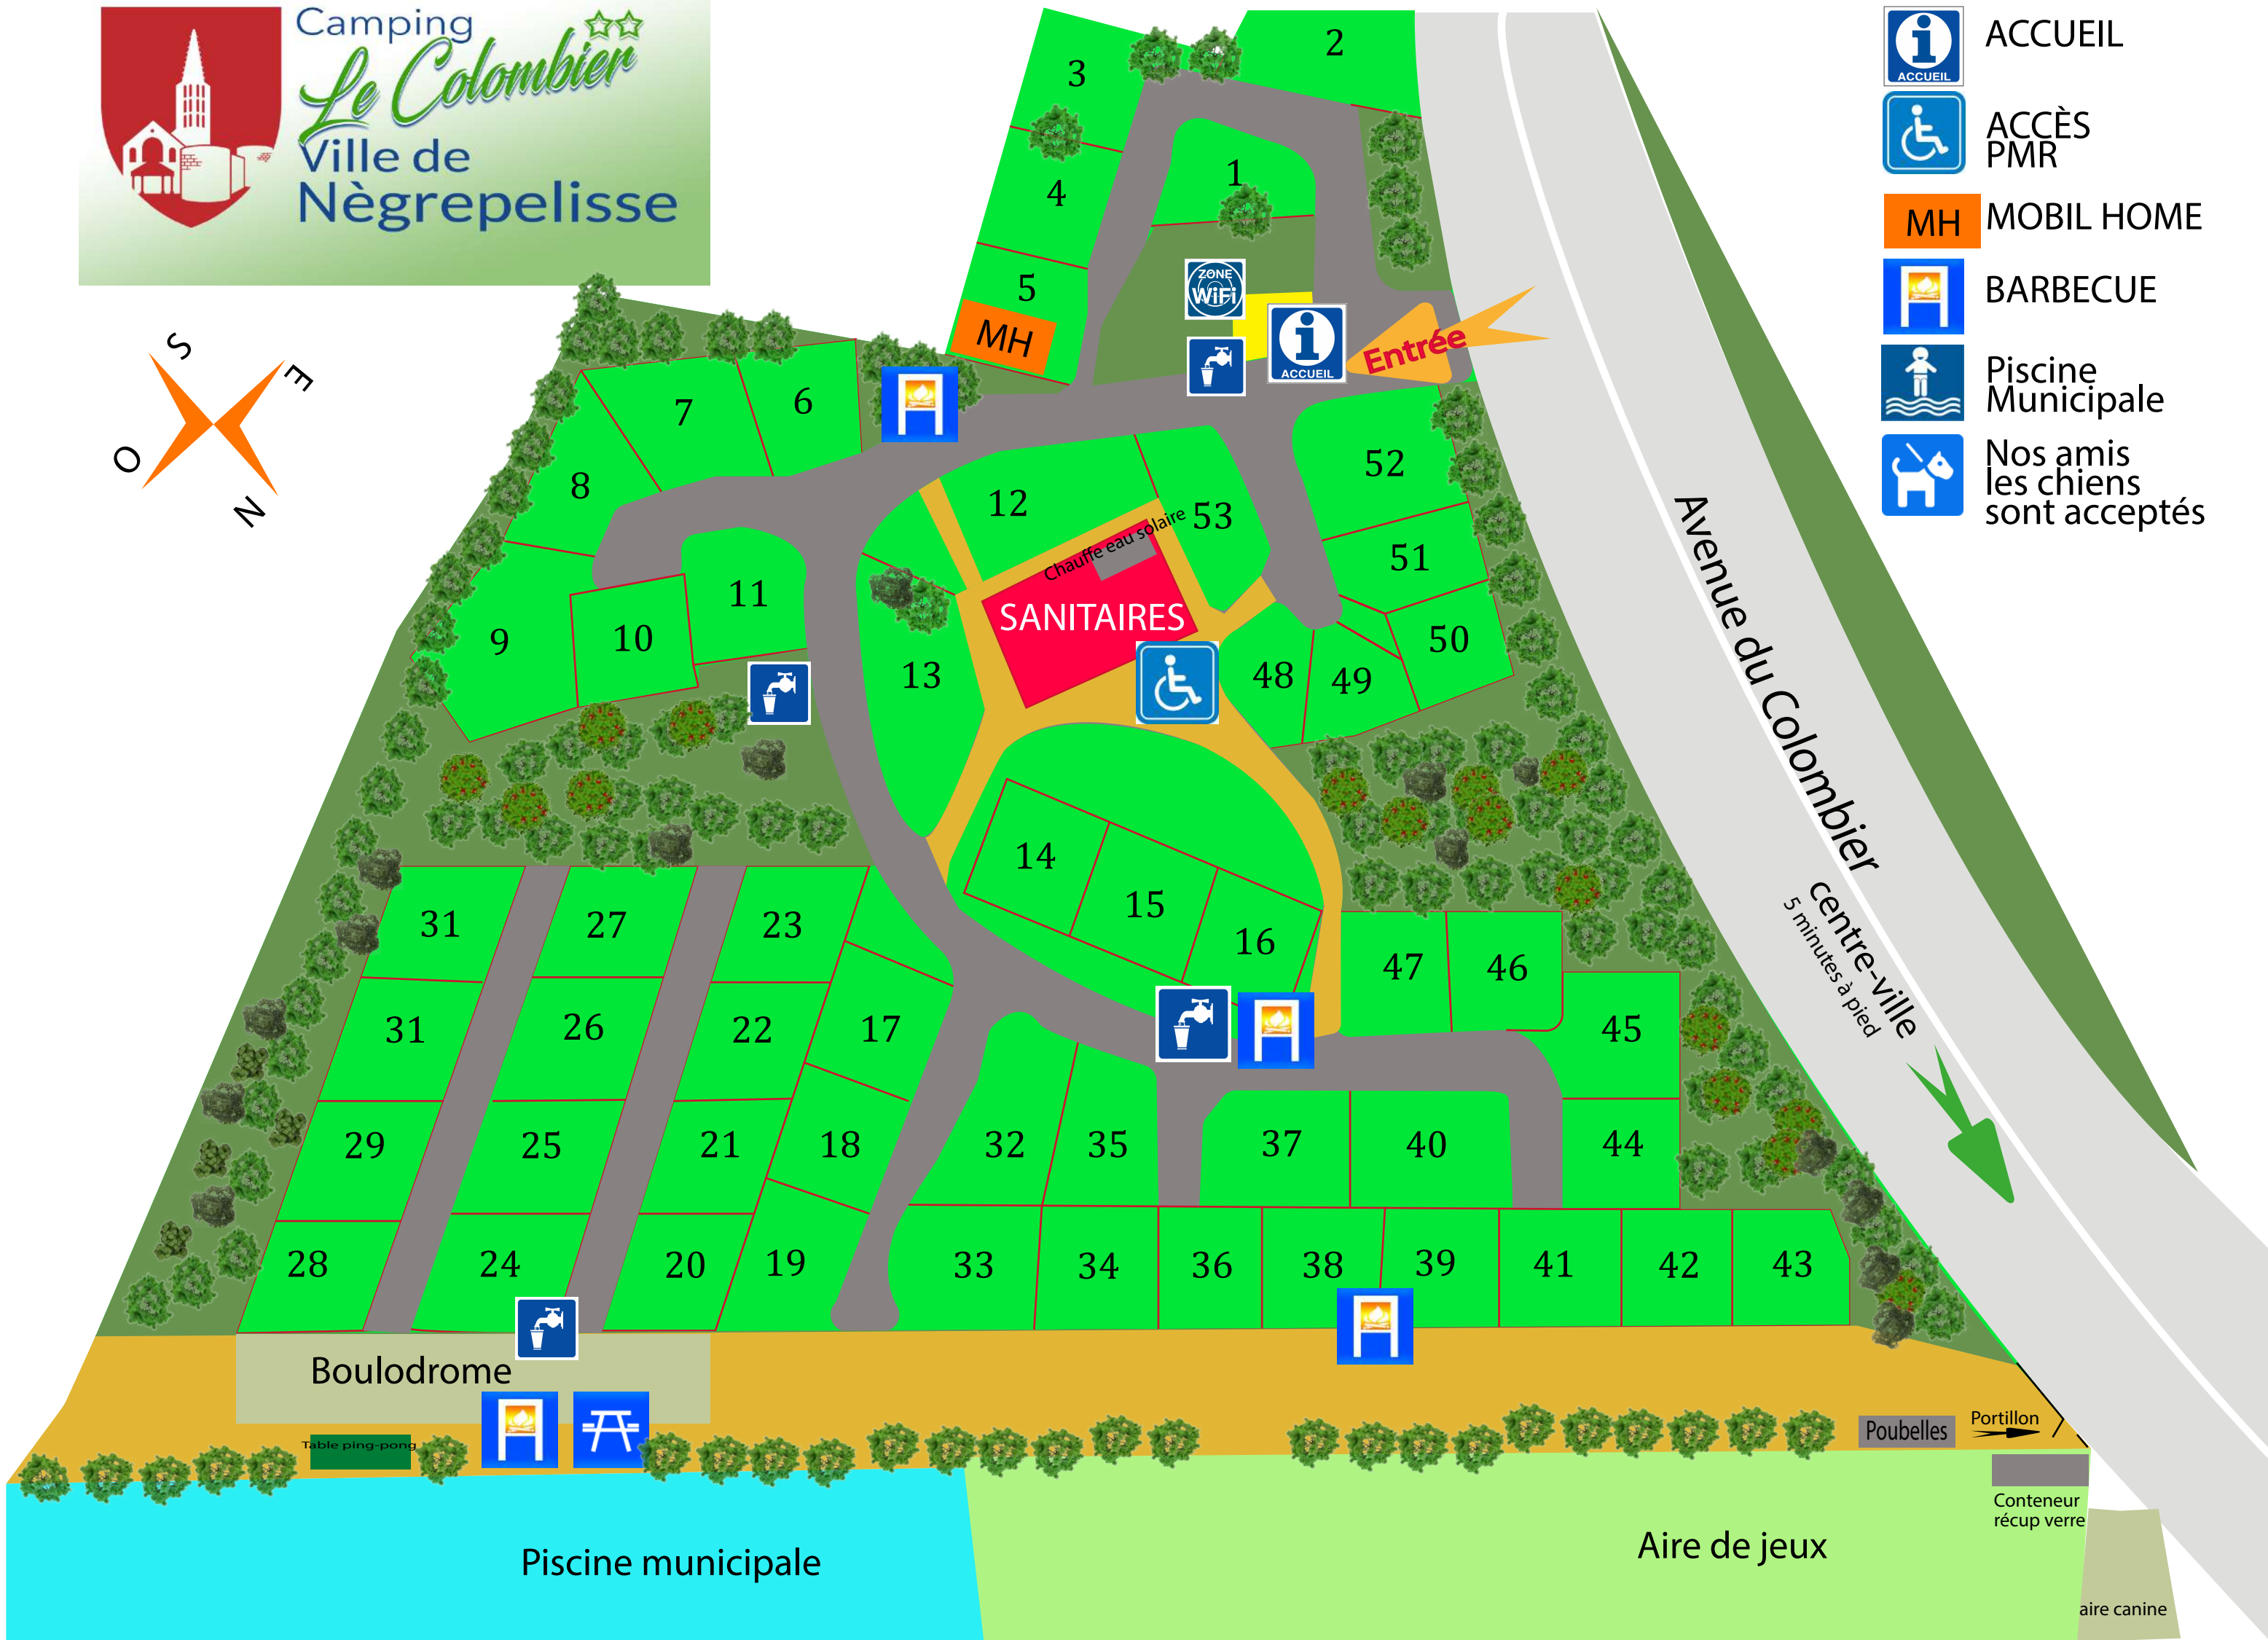 Camping
Le Colombier
Ville de
Nègrepelisse
S
E
O
N
ACCUEIL
ACCUEIL
ACCÈS
PMR
MH
MOBIL HOME
BARBECUE
Piscine
Municipale
Nos amis
les chiens
sont acceptés
2
3
1
4
5
MH
ZONE
WiFi
ACCUEIL
Entrée
6
7
8
9
10
11
12
53
52
51
50
49
48
13
Chauffe eau solaire
SANITAIRES
14
15
16
Avenue du Colombier
centre-ville
5 minutes à pied
31
27
23
47
46
31
26
22
17
45
29
25
21
18
32
35
37
40
44
28
24
20
19
33
34
36
38
39
41
42
43
Boulodrome
Table ping-pong
Poubelles
Portillon
Conteneur
récup verre
Piscine municipale
Aire de jeux
aire canine